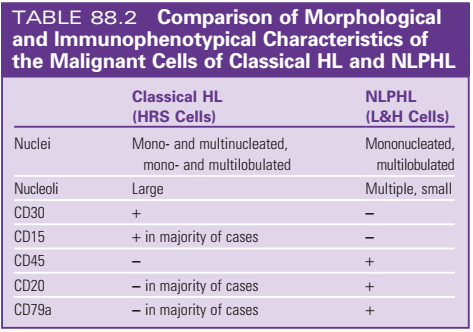 TABLE 88.2 Comparison of Morphological
and Immunophenotypical Characteristics of
the Malignant Cells of Classical HL and NLPHL
Classical HL NLPHL
(HRS Cells) (L&H Cells)
Nuclei Mono- and multinucleated, Mononucleated,
mono- and multilobulated multilobulated
Nucleoli Large Multiple, small
CD30 + −
CD15 + in majority of cases −
CD45 − +
CD20 − in majority of cases +
CD79a − in majority of cases +